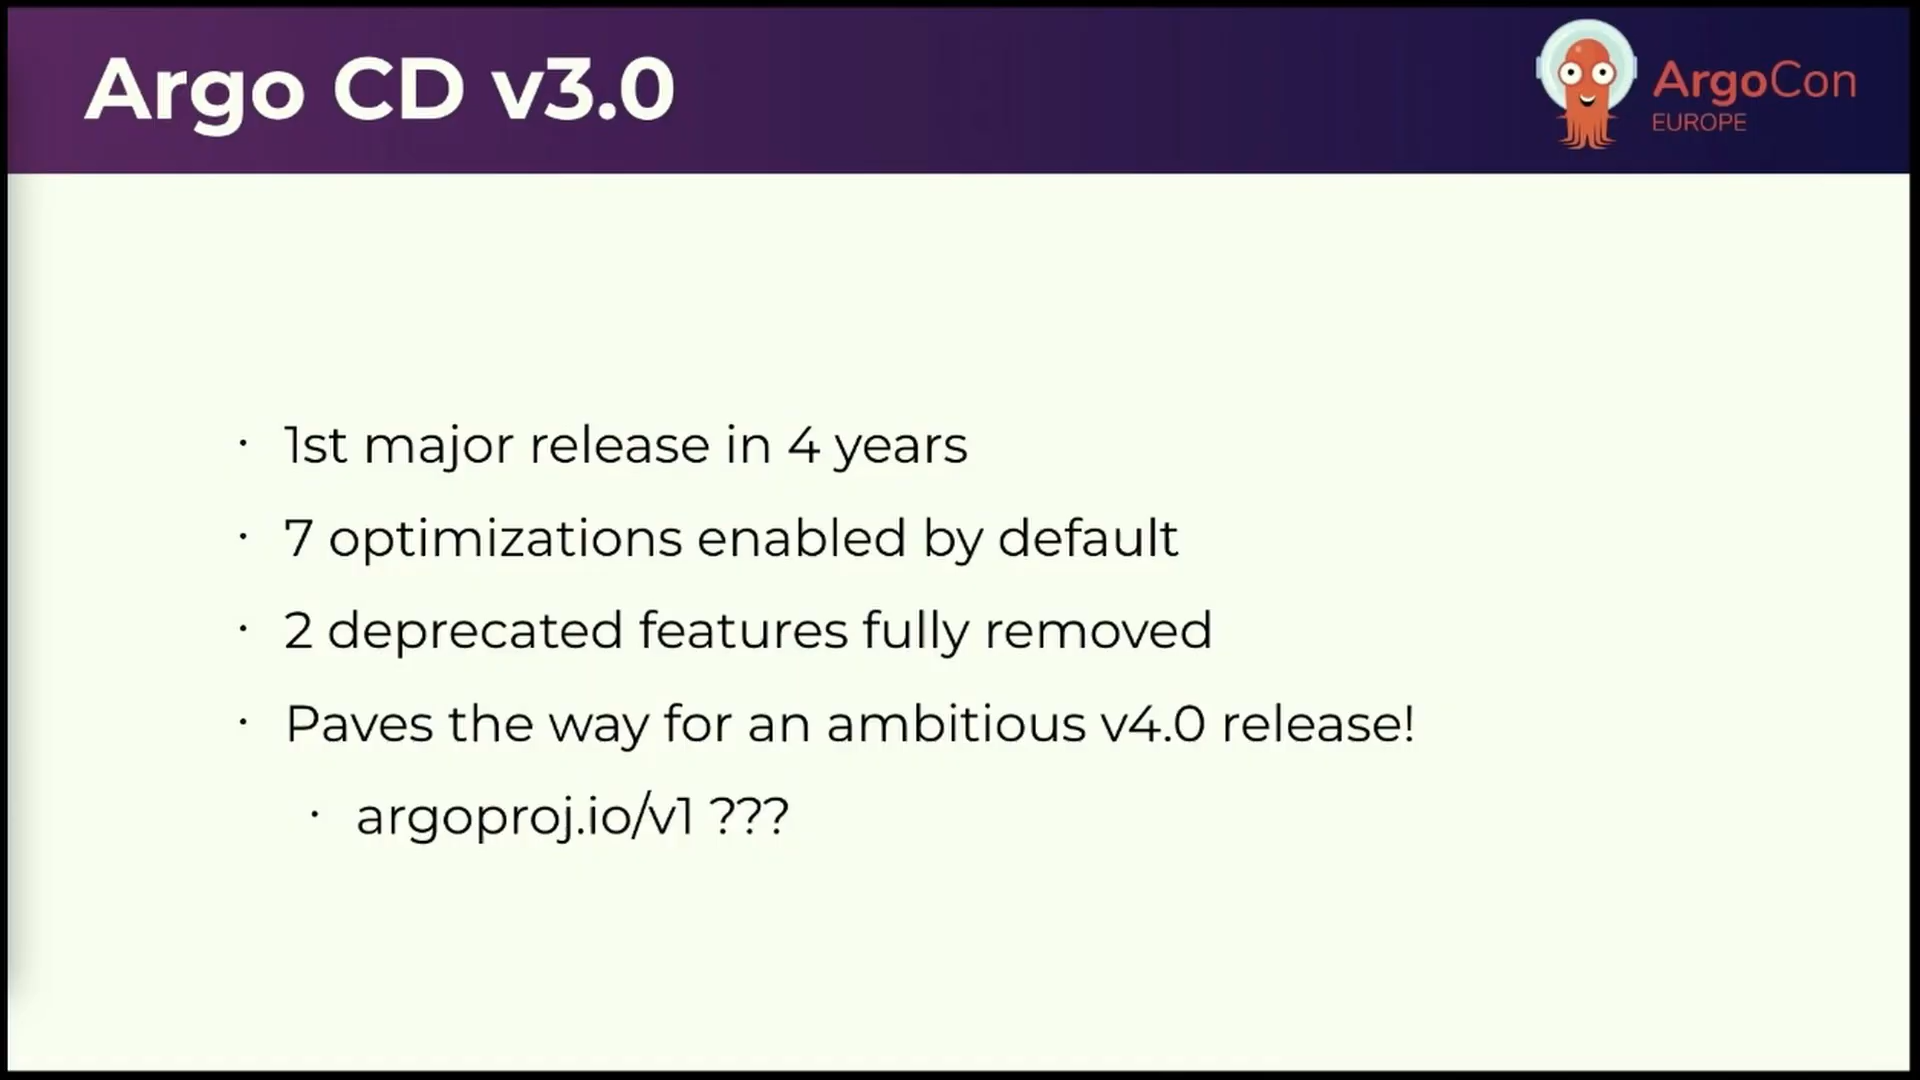 Argo CD v3.0
ArgoCon
EUROPE
· 1st major release in 4 years
· 7 optimizations enabled by default
· 2 deprecated features fully removed
· Paves the way for an ambitious v4.0 release!
· argoproj.io/v1 ???